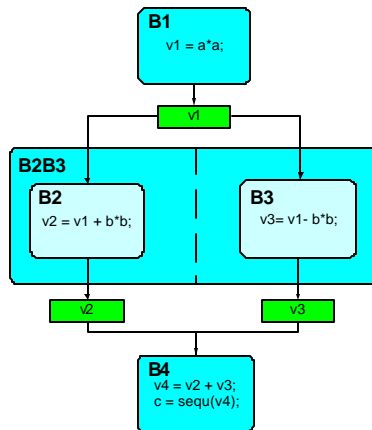 B1
v1 = a*a;
v1
B2B3
B2
v2 = v1 + b*b;
B3
v3= v1- b*b;
v2
v3
B4
v4 = v2 + v3;
c = sequ(v4);